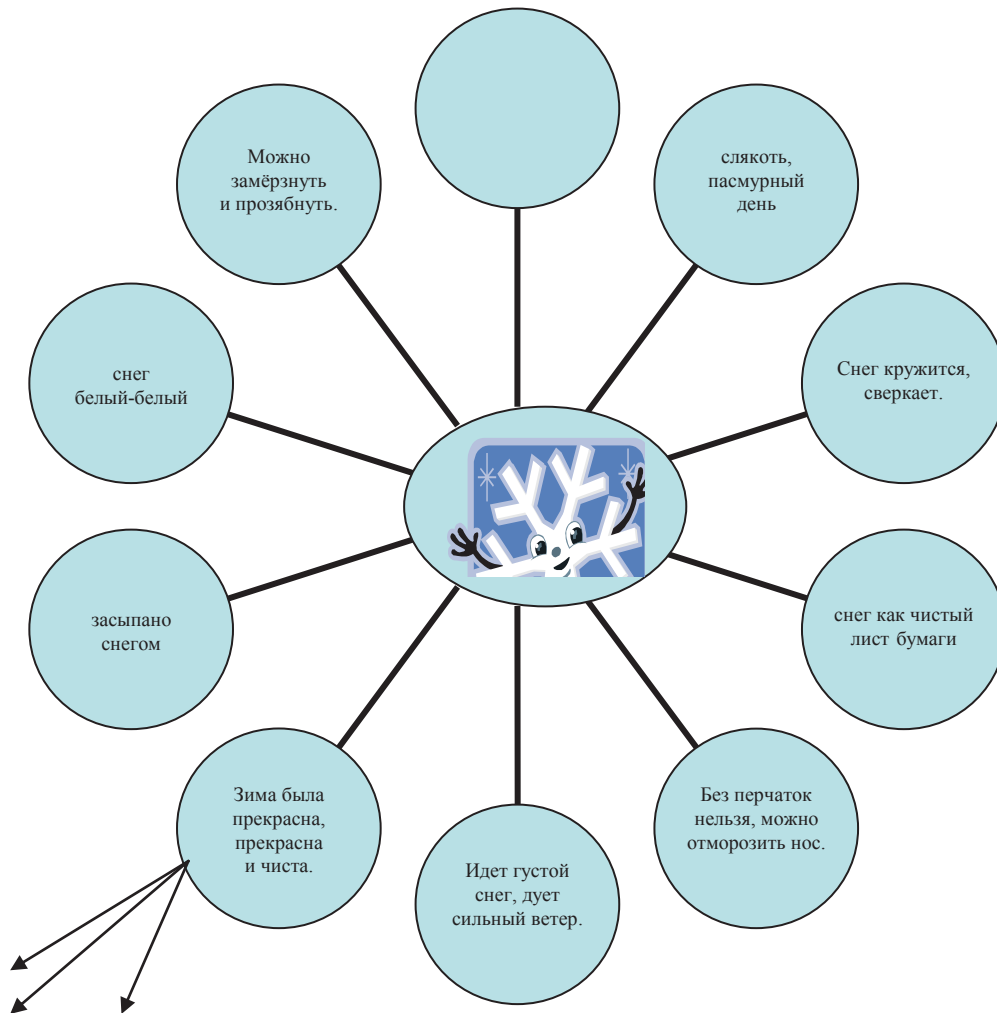 Можно
замёрзнуть
и прозябнуть.
слякоть,
пасмурный
день
снег
белый-белый
Снег кружится,
сверкает.
засыпано
снегом
снег как чистый
лист бумаги
Зима была
прекрасна,
прекрасна
и чиста.
Идет густой
снег, дует
сильный ветер.
Без перчаток
нельзя, можно
отморозить нос.